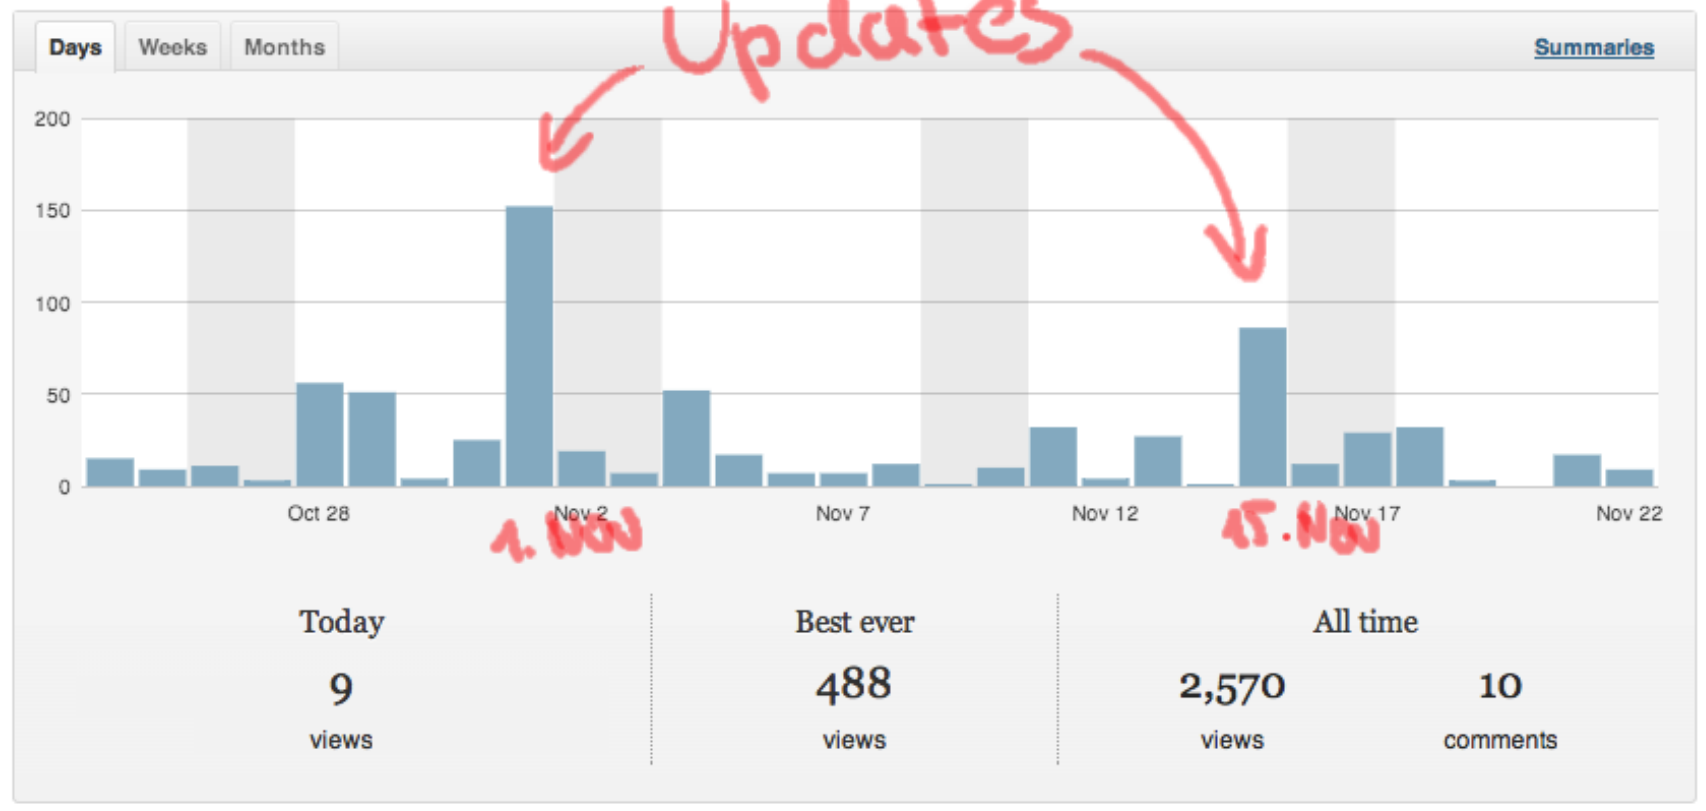 Updates
Days Weeks Months Summaries
200
150
100
50
0
Oct 28 Nov 2 Nov 7 Nov 12 Nov 17 Nov 22
1. Nov 15. Nov
Today Best ever All time
9 488 2,570 10
views views views comments